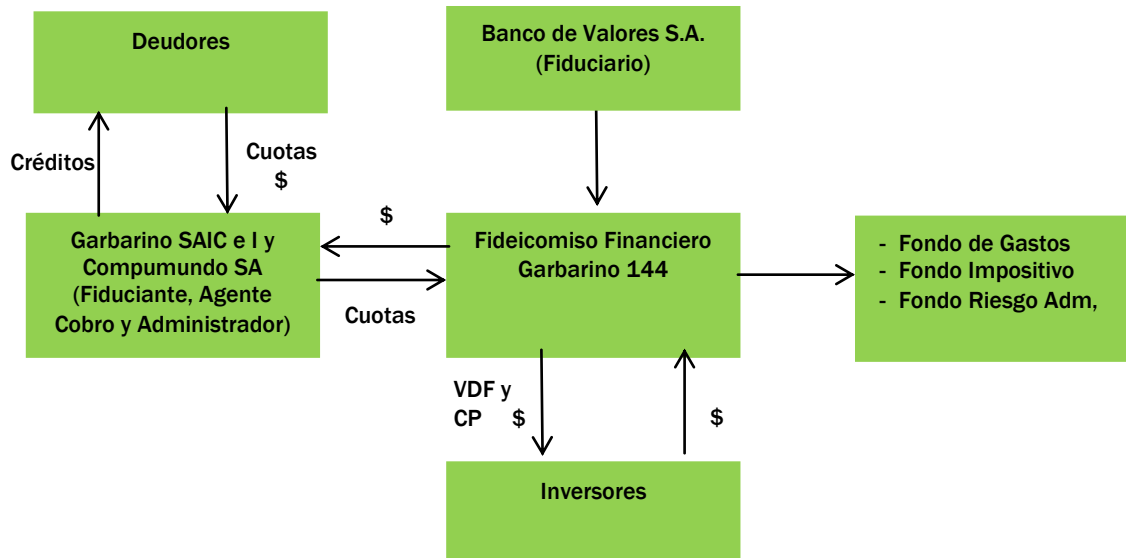 Deudores
Banco de Valores S.A.
(Fiduciario)
Créditos
Cuotas
$
Garbarino SAIC e I y
Compumundo SA
(Fiduciante, Agente
Cobro y Administrador)
$
Cuotas
Fideicomiso Financiero
Garbarino 144
- Fondo de Gastos
- Fondo Impositivo
- Fondo Riesgo Adm,
VDF y
CP $
$
Inversores